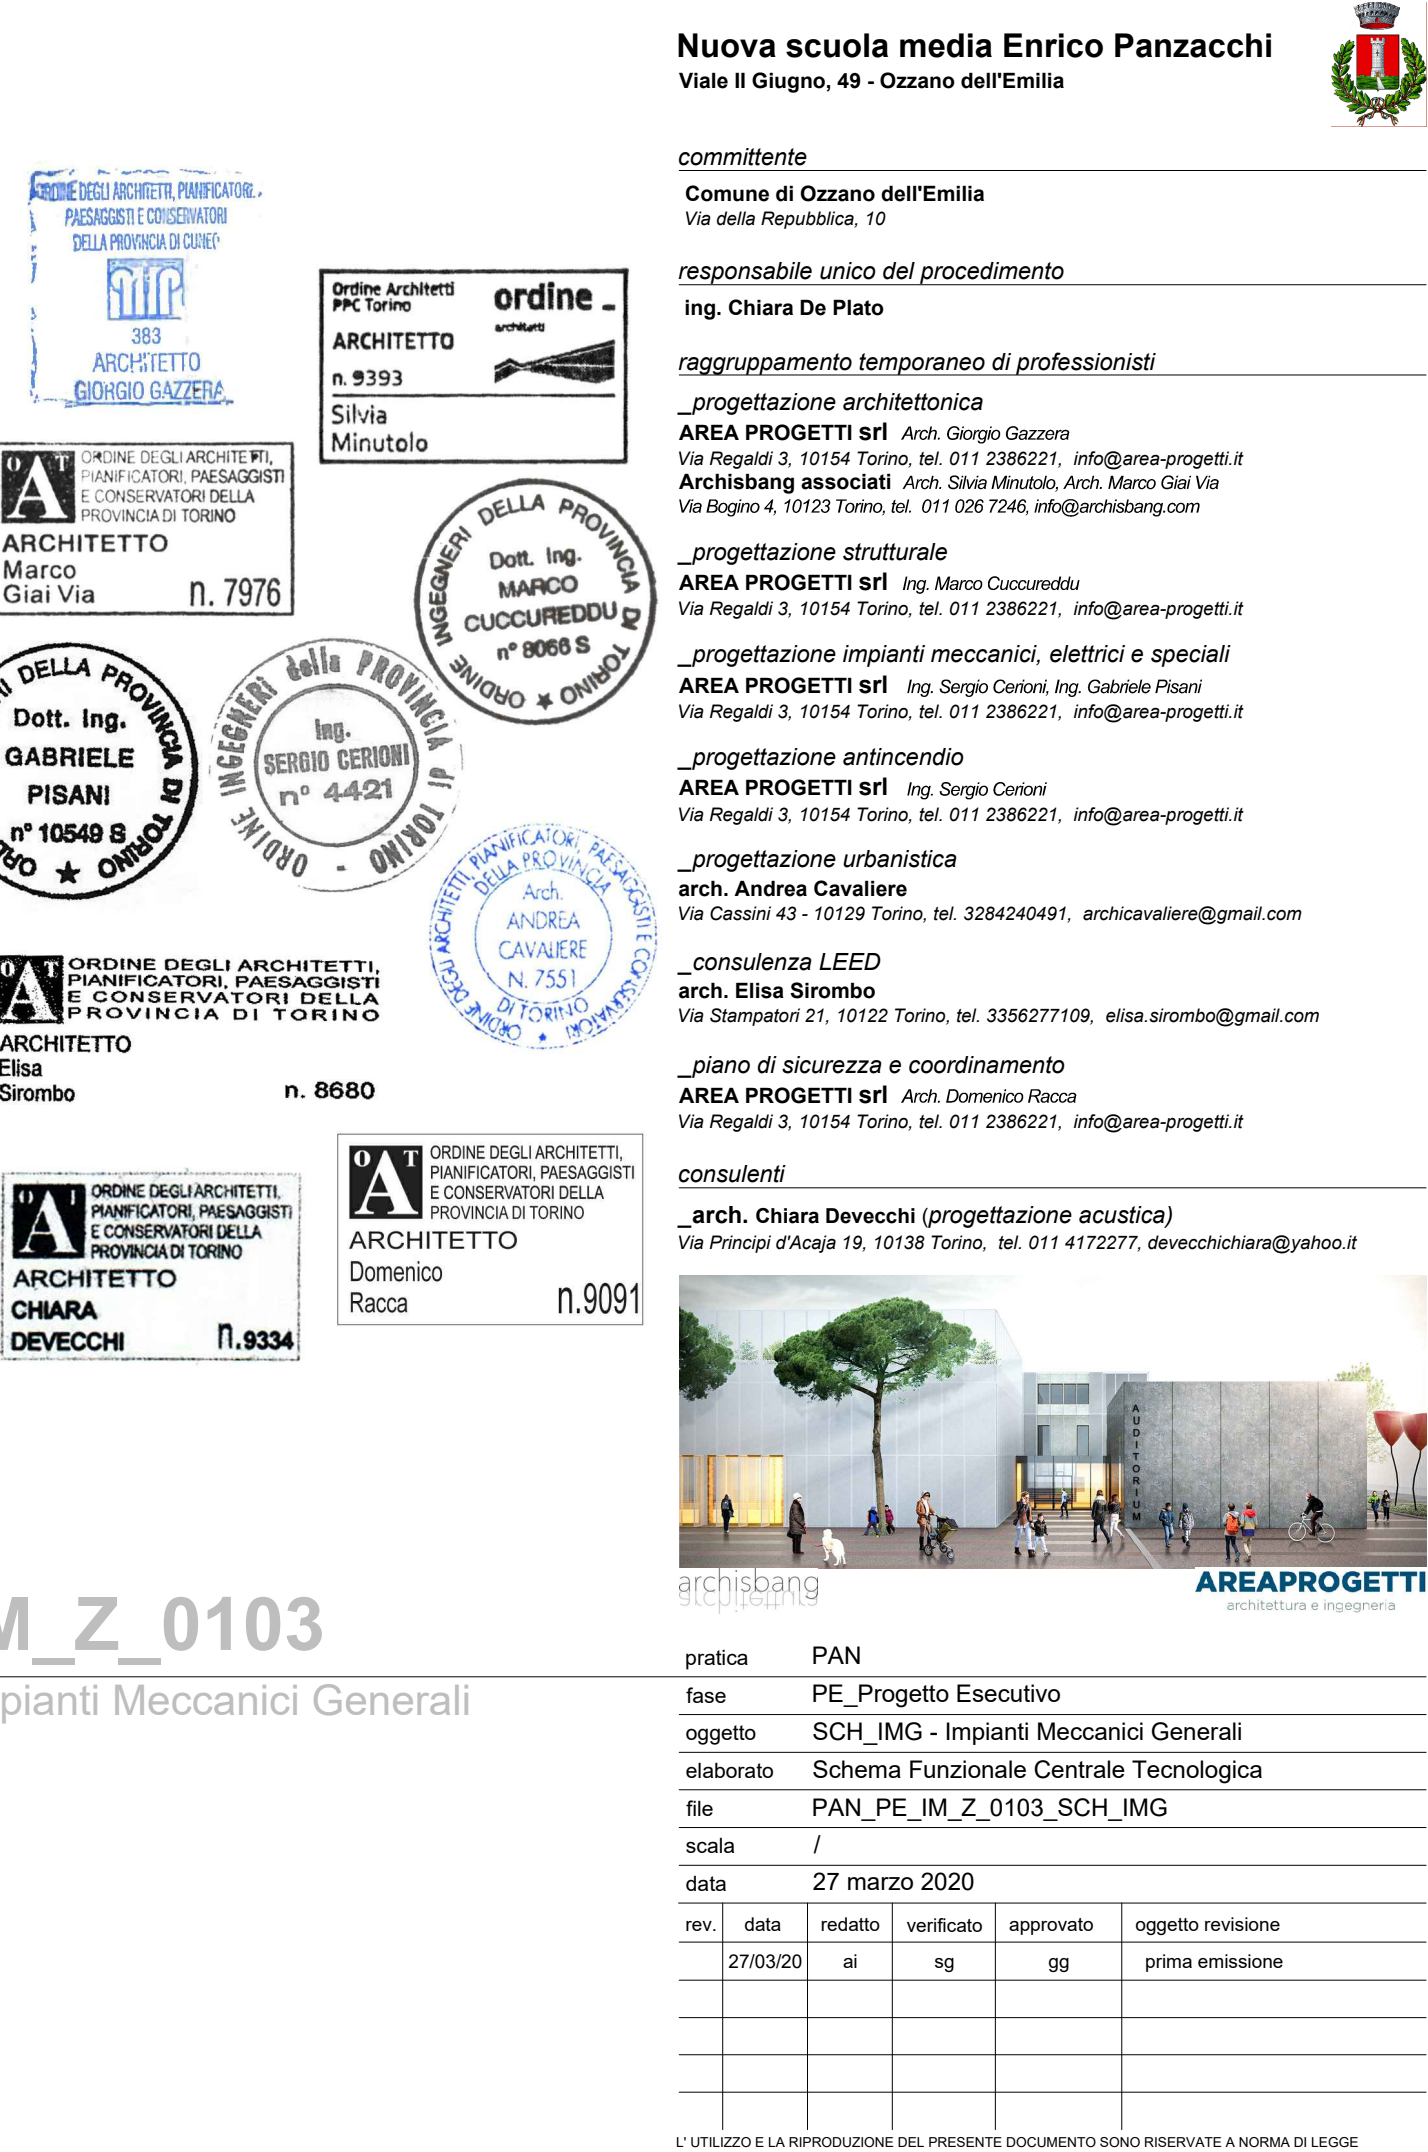 Nuova scuola media Enrico Panzacchi
Viale II Giugno, 49 - Ozzano dell'Emilia
committente
Comune di Ozzano dell'Emilia
Via della Repubblica, 10
responsabile unico del procedimento
ing. Chiara De Plato
raggruppamento temporaneo di professionisti
_progettazione architettonica
AREA PROGETTI srl Arch. Giorgio Gazzera
Via Regaldi 3, 10154 Torino, tel. 011 2386221, info@area-progetti.it
Archisbang associati Arch. Silvia Minutolo, Arch. Marco Giai Via
Via Bogino 4, 10123 Torino, tel. 011 026 7246, info@archisbang.com
_progettazione strutturale
AREA PROGETTI srl Ing. Marco Cuccureddu
Via Regaldi 3, 10154 Torino, tel. 011 2386221, info@area-progetti.it
_progettazione impianti meccanici, elettrici e speciali
AREA PROGETTI srl Ing. Sergio Cerioni, Ing. Gabriele Pisani
Via Regaldi 3, 10154 Torino, tel. 011 2386221, info@area-progetti.it
_progettazione antincendio
AREA PROGETTI srl Ing. Sergio Cerioni
Via Regaldi 3, 10154 Torino, tel. 011 2386221, info@area-progetti.it
_progettazione urbanistica
arch. Andrea Cavaliere
Via Cassini 43 - 10129 Torino, tel. 3284240491, archicavaliere@gmail.com
_consulenza LEED
arch. Elisa Sirombo
Via Stampatori 21, 10122 Torino, tel. 3356277109, elisa.sirombo@gmail.com
_piano di sicurezza e coordinamento
AREA PROGETTI srl Arch. Domenico Racca
Via Regaldi 3, 10154 Torino, tel. 011 2386221, info@area-progetti.it
consulenti
_arch. Chiara Devecchi (progettazione acustica)
Via Principi d'Acaja 19, 10138 Torino, tel. 011 4172277, devecchichiara@yahoo.it
AUDITORIUM
archisbang
architettura
AREAPROGETTI
architettura e ingegneria
ORDINE DEGLI ARCHITETTI, PIANIFICATORI,
PAESAGGISTI E CONSERVATORI
DELLA PROVINCIA DI CUNEO
383
ARCHITETTO
GIORGIO GAZZERA
Ordine Architetti
PPC Torino
ordine
architetti
ARCHITETTO
n. 9393
Silvia
Minutolo
OAT
ORDINE DEGLI ARCHITETTI,
PIANIFICATORI, PAESAGGISTI
E CONSERVATORI DELLA
PROVINCIA DI TORINO
ARCHITETTO
Marco
Giai Via n. 7976
ORDINE INGEGNERI DELLA PROVINCIA DI TORINO
Dott. Ing.
MARCO
CUCCUREDDU
n° 8066 S
DELLA PROVINCIA DI TORINO
Dott. Ing.
GABRIELE
PISANI
n° 10549 S
ORDINE INGEGNERI della PROVINCIA di TORINO -
Ing.
SERGIO CERIONI
n° 4421
ORDINE DEGLI ARCHITETTI, PIANIFICATORI, PAESAGGISTI E CONSERVATORI
DELLA PROVINCIA
Arch.
ANDREA
CAVALIERE
N. 7551
DI TORINO
OAT
ORDINE DEGLI ARCHITETTI,
PIANIFICATORI, PAESAGGISTI
E CONSERVATORI DELLA
PROVINCIA DI TORINO
ARCHITETTO
Elisa
Sirombo n. 8680
OAT
ORDINE DEGLI ARCHITETTI,
PIANIFICATORI, PAESAGGISTI
E CONSERVATORI DELLA
PROVINCIA DI TORINO
ARCHITETTO
Domenico
Racca n.9091
OAT
ORDINE DEGLI ARCHITETTI,
PIANIFICATORI, PAESAGGISTI
E CONSERVATORI DELLA
PROVINCIA DI TORINO
ARCHITETTO
CHIARA
DEVECCHI n.9334
M_Z_0103
pianti Meccanici Generali
pratica PAN
fase PE_Progetto Esecutivo
oggetto SCH_IMG - Impianti Meccanici Generali
elaborato Schema Funzionale Centrale Tecnologica
file PAN_PE_IM_Z_0103_SCH_IMG
scala /
data 27 marzo 2020
rev. data redatto verificato approvato oggetto revisione
27/03/20 ai sg gg prima emissione
L' UTILIZZO E LA RIPRODUZIONE DEL PRESENTE DOCUMENTO SONO RISERVATE A NORMA DI LEGGE